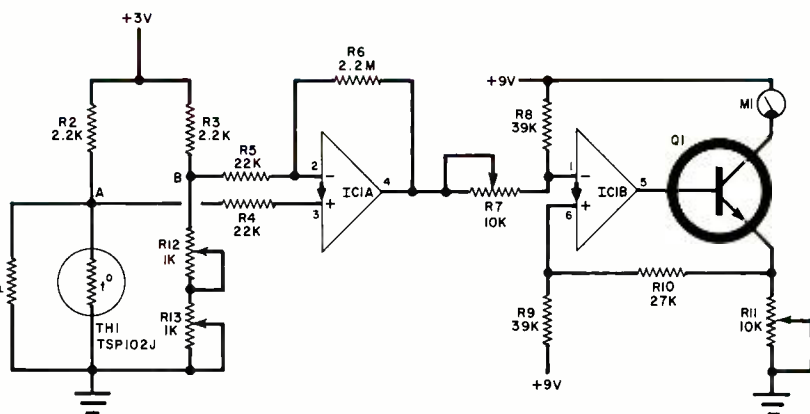 +3V
R2
2.2K
R3
2.2K
R6
2.2M
+9V
R8
39K
M1
Q1
A
B
R5
22K
R4
22K
2
−
3
+
4
IC1A
R7
10K
1
−
6
+
5
IC1B
R12
1K
R13
1K
t°
TH1
TSP102J
R9
39K
+9V
R10
27K
R11
10K